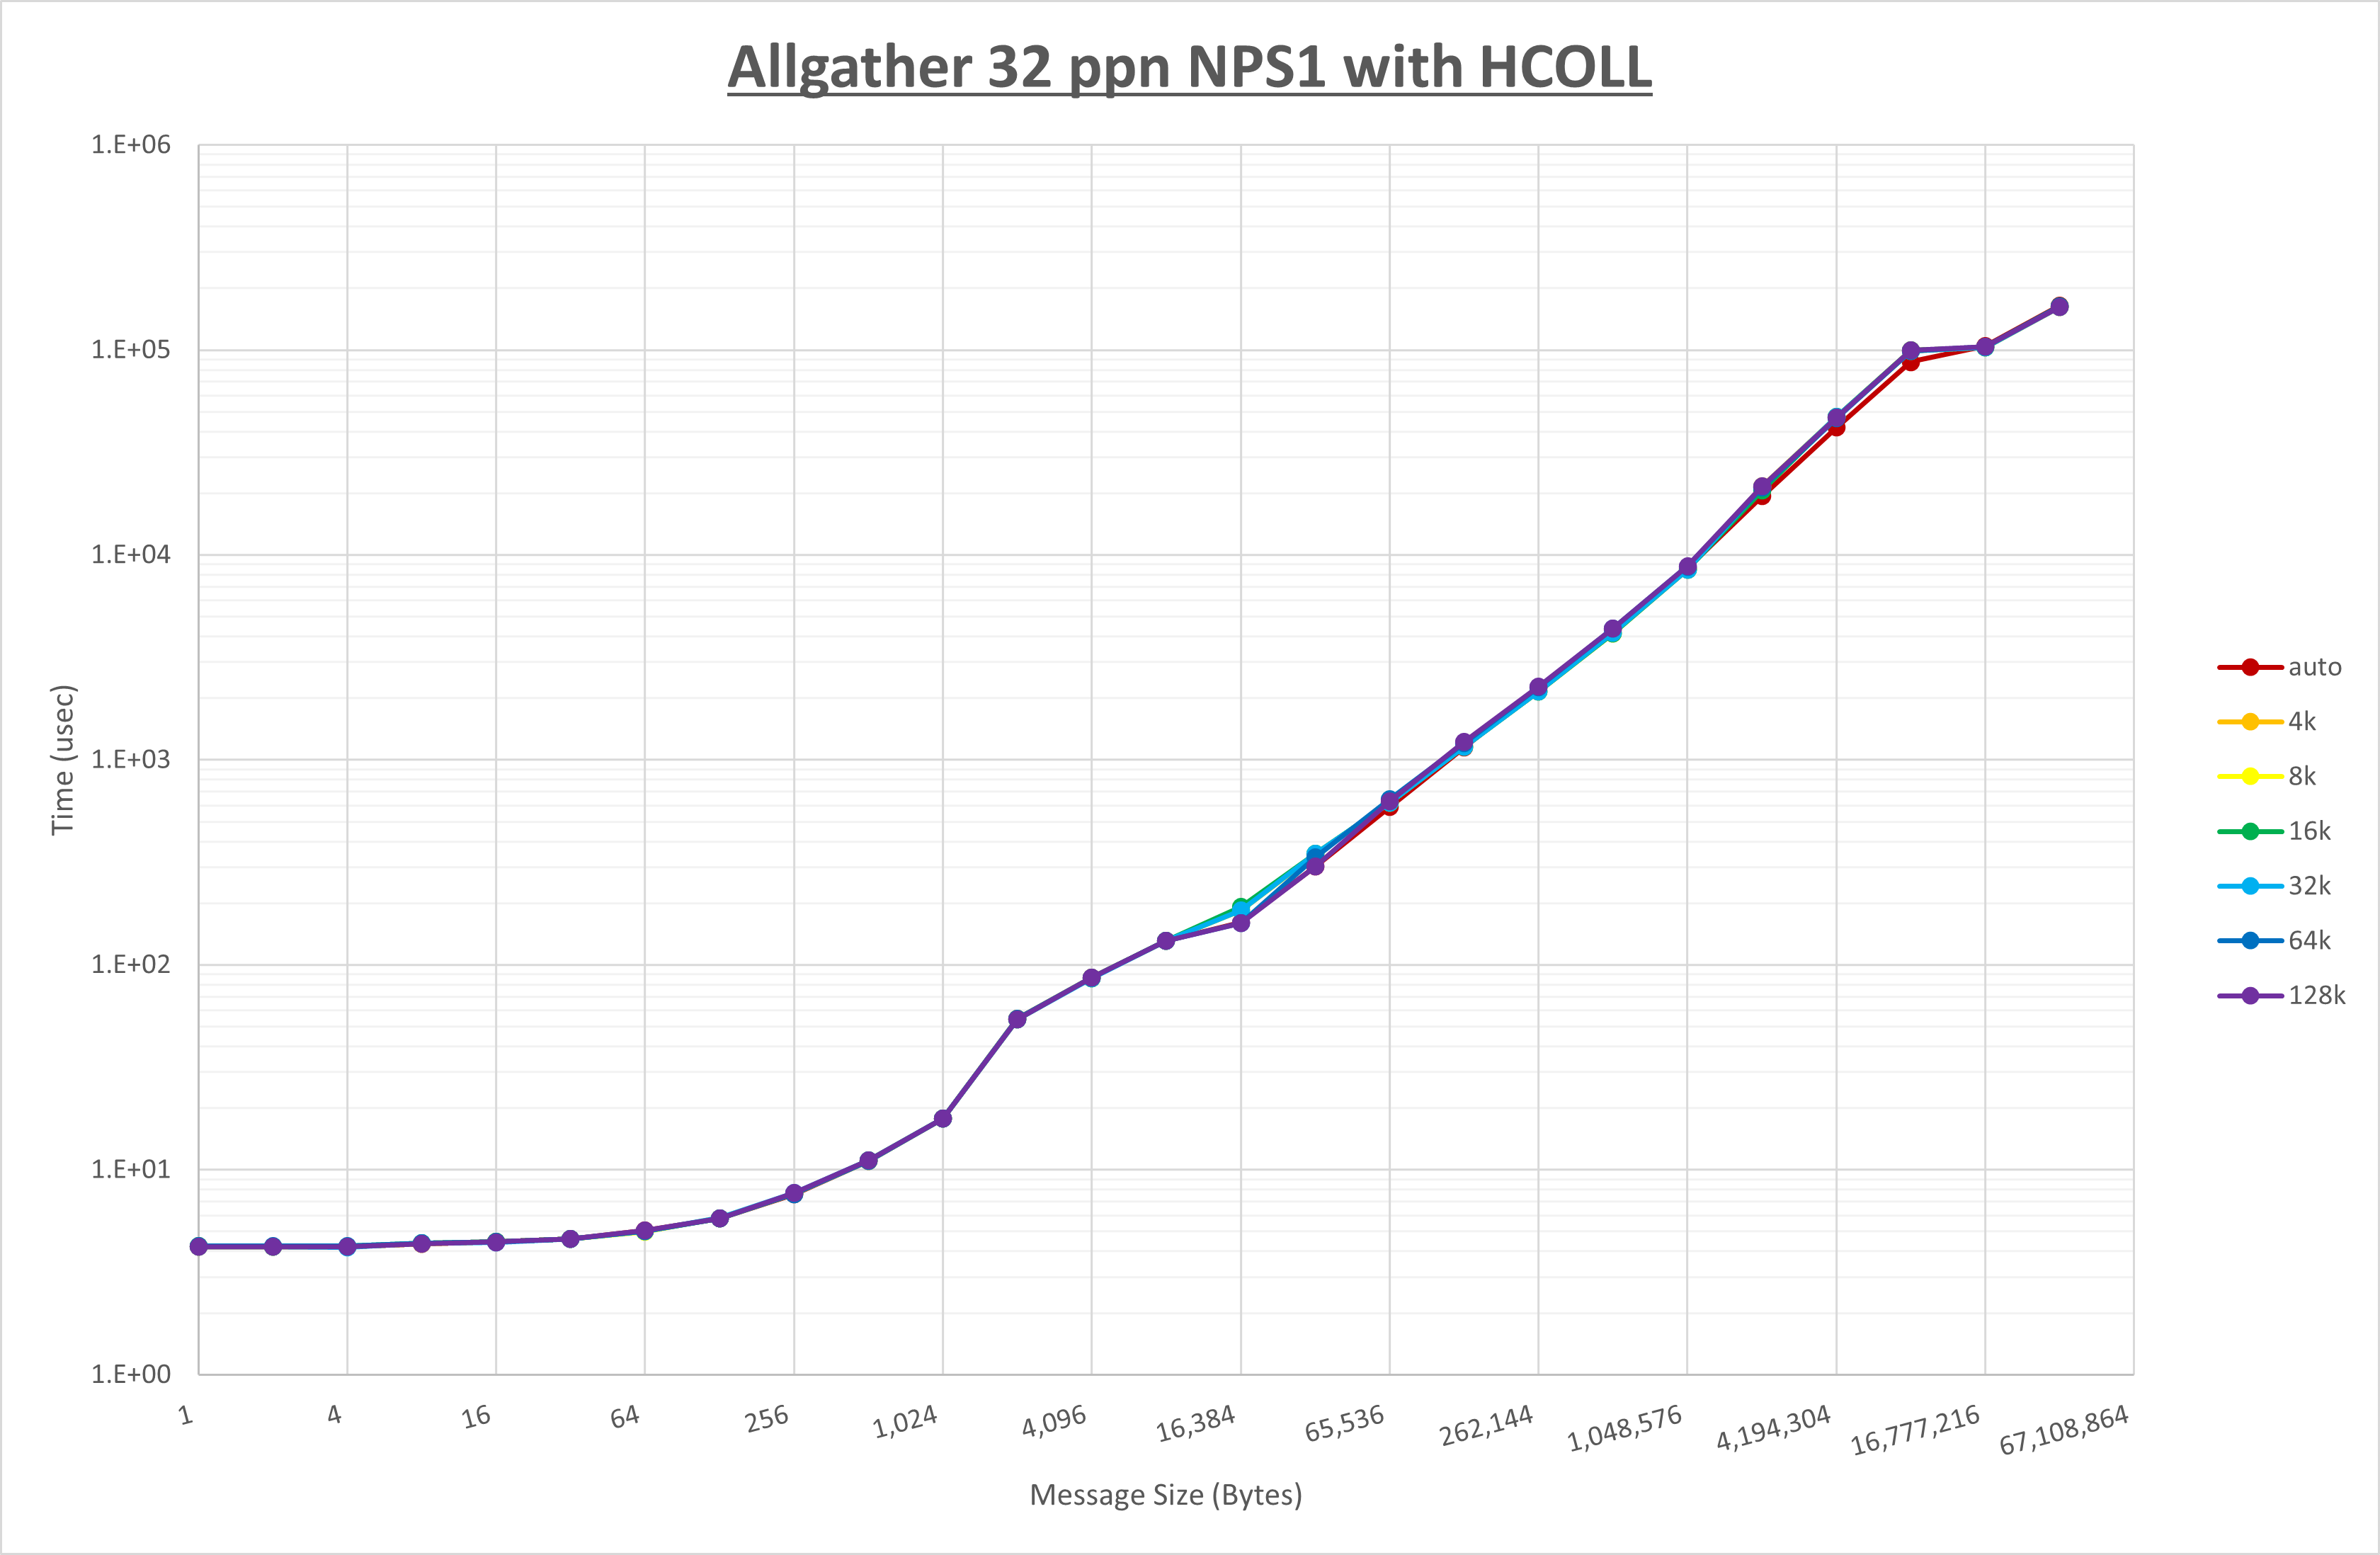 Allgather 32 ppn NPS1 with HCOLL
1.E+06
1.E+05
1.E+04
1.E+03
1.E+02
1.E+01
1.E+00
Time (usec)
1
4
16
64
256
1,024
4,096
16,384
65,536
262,144
1,048,576
4,194,304
16,777,216
67,108,864
Message Size (Bytes)
auto
4k
8k
16k
32k
64k
128k